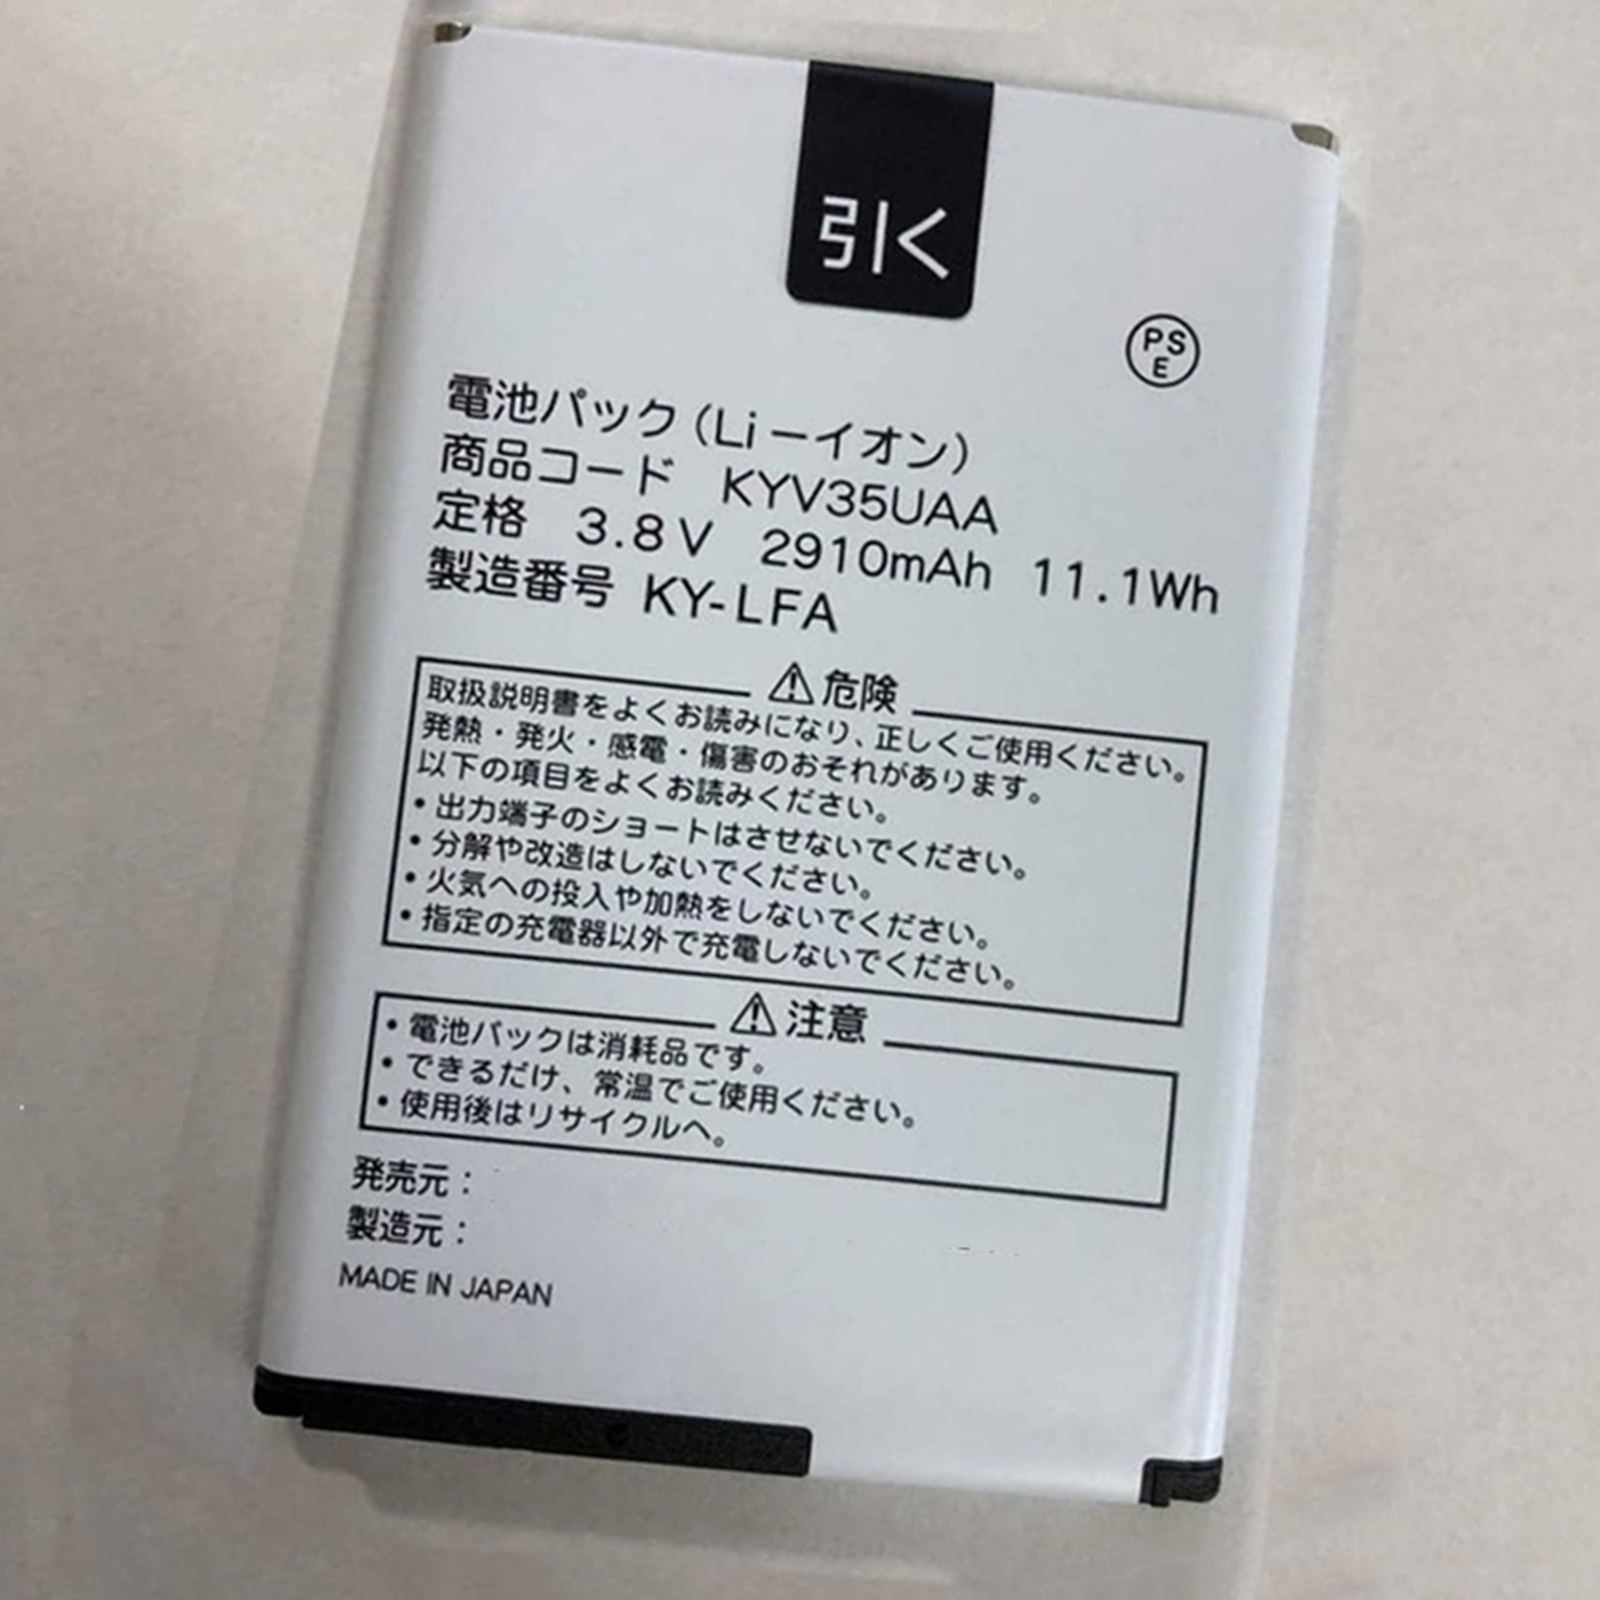 引く
PS
E
電池パック(Liーイオン)
商品コード KYV35UAA
定格 3.8V 2910mAh 11.1Wh
製造番号 KY-LFA
危険
取扱説明書をよくお読みになり、正しくご使用ください。
発熱・発火・感電・傷害のおそれがあります。
以下の項目をよくお読みください。
・出力端子のショートはさせないでください。
・分解や改造はしないでください。
・火気への投入や加熱をしないでください。
・指定の充電器以外で充電しないでください。
注意
・電池パックは消耗品です。
・できるだけ、常温でご使用ください。
・使用後はリサイクルへ。
発売元:
製造元:
MADE IN JAPAN